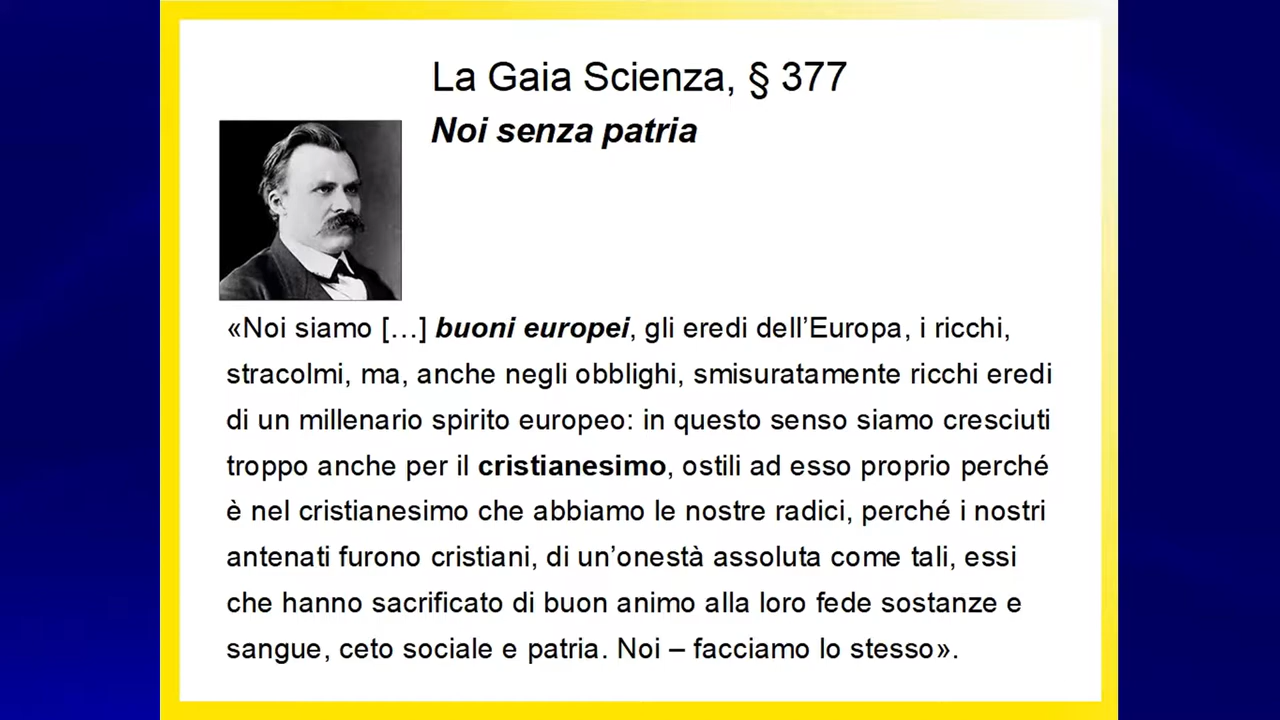 La Gaia Scienza, § 377
Noi senza patria
«Noi siamo […] buoni europei, gli eredi dell’Europa, i ricchi,
stracolmi, ma, anche negli obblighi, smisuratamente ricchi eredi
di un millenario spirito europeo: in questo senso siamo cresciuti
troppo anche per il cristianesimo, ostili ad esso proprio perché
è nel cristianesimo che abbiamo le nostre radici, perché i nostri
antenati furono cristiani, di un’onestà assoluta come tali, essi
che hanno sacrificato di buon animo alla loro fede sostanze e
sangue, ceto sociale e patria. Noi – facciamo lo stesso».